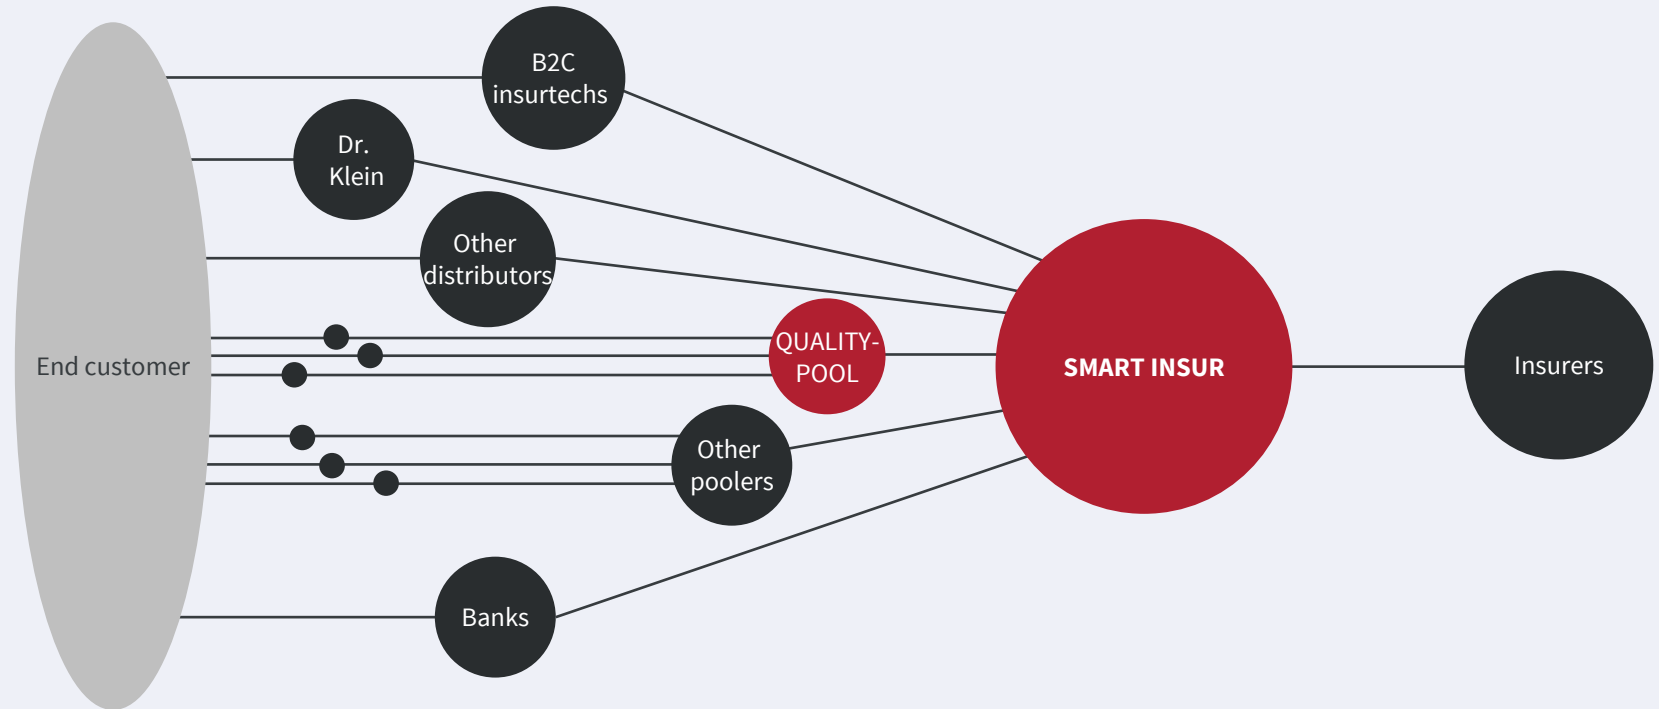 B2C
insurtechs
Dr.
Klein
Other
distributors
QUALITY-
POOL
End customer
SMART INSUR
Insurers
Other
poolers
Banks